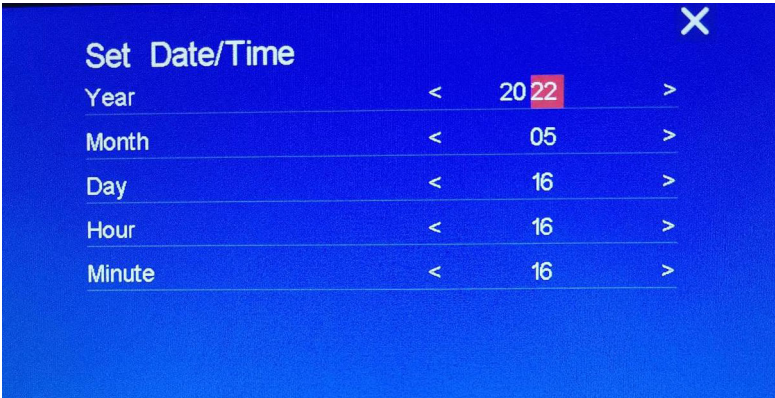 Set Date/Time
Year < 2022 >
Month < 05 >
Day < 16 >
Hour < 16 >
Minute < 16 >